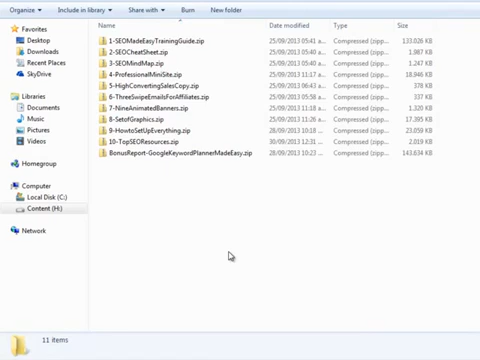 Organize Include in library Share with Burn New folder
Name Date modified Type Size
Favorites
Desktop
Downloads
Recent Places
SkyDrive
Libraries
Documents
Music
Pictures
Videos
Homegroup
Computer
Local Disk (C:)
Content (H:)
Network
1-SEOMadeEasyTrainingGuide.zip 25/09/2013 05:41 a... Compressed (zipp... 133,026 KB
2-SEOCheatSheet.zip 25/09/2013 05:41 a... Compressed (zipp... 1,987 KB
3-SEOMindMap.zip 25/09/2013 05:41 a... Compressed (zipp... 1,247 KB
4-ProfessionalMiniSite.zip 25/09/2013 11:17 a... Compressed (zipp... 18,946 KB
5-HighConvertingSalesCopy.zip 25/09/2013 06:43 a... Compressed (zipp... 378 KB
6-ThreeSwipeEmailsForAffiliates.zip 25/09/2013 05:58 a... Compressed (zipp... 337 KB
7-NineAnimatedBanners.zip 25/09/2013 11:18 a... Compressed (zipp... KB
8-SetofGraphics.zip 25/09/2013 11:26 a... Compressed (zipp... 17,395 KB
9-HowtoSetUpEverything.zip 28/09/2013 10:18 ... Compressed (zipp... 23,059 KB
10-TopSEOResources.zip 30/09/2013 12:31 ... Compressed (zipp... 2,019 KB
BonusReport-GoogleKeywordPlannerMadeEasy.zip 28/09/2013 10:23 ... Compressed (zipp... 143,634 KB
11 items